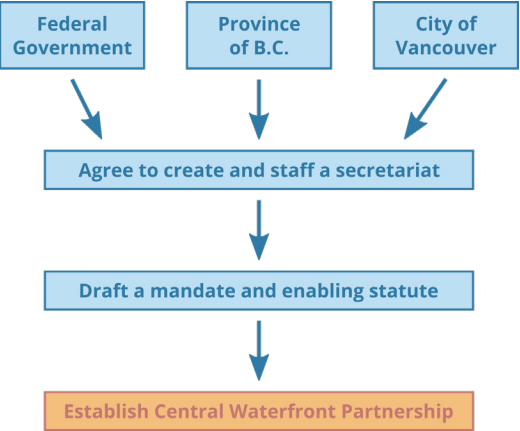 Federal
Government
Province
of B.C.
City of
Vancouver
Agree to create and staff a secretariat
Draft a mandate and enabling statute
Establish Central Waterfront Partnership